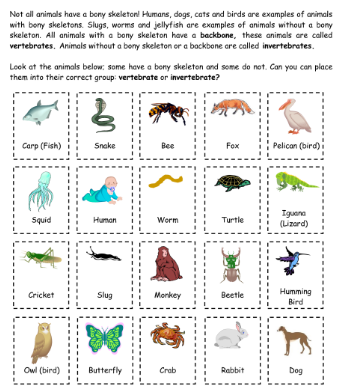 Not all animals have a bony skeleton! Humans, dogs, cats and birds are examples of animals
with bony skeletons. Slugs, worms and jellyfish are examples of animals without a bony
skeleton. All animals with a bony skeleton have a backbone, these animals are called
vertebrates. Animals without a bony skeleton or a backbone are called invertebrates.
Look at the animals below; some have a bony skeleton and some do not. Can you can place
them into their correct group: vertebrate or invertebrate?
Carp (Fish) Snake Bee Fox Pelican (bird)
Squid Human Worm Turtle Iguana
(Lizard)
Cricket Slug Monkey Beetle Humming
Bird
Owl (bird) Butterfly Crab Rabbit Dog